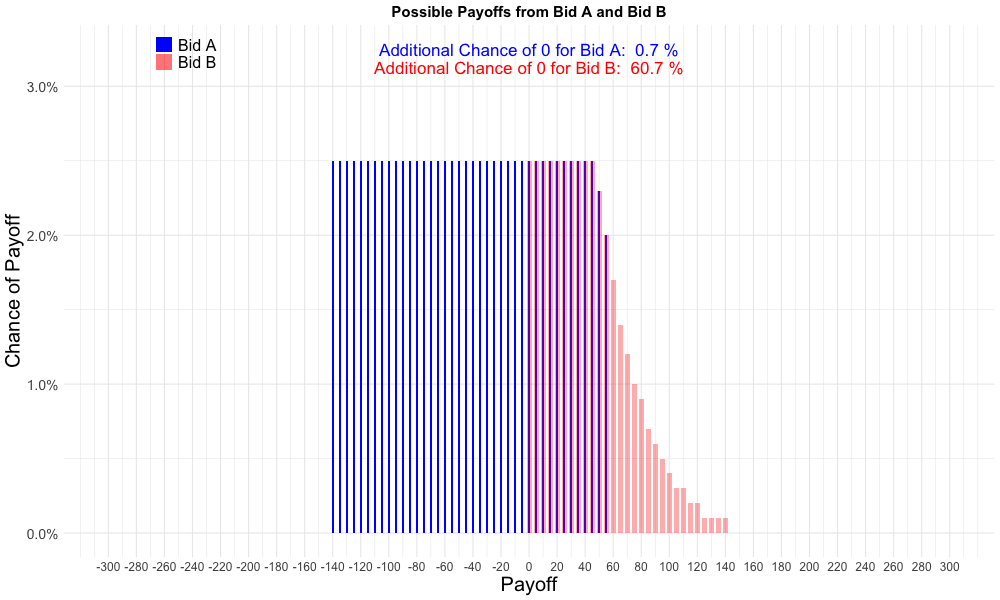 Possible Payoffs from Bid A and Bid B
Bid A
Bid B
Additional Chance of 0 for Bid A:  0.7 %
Additional Chance of 0 for Bid B:  60.7 %
Chance of Payoff
3.0%
2.0%
1.0%
0.0%
-300 -280 -260 -240 -220 -200 -180 -160 -140 -120 -100 -80 -60 -40 -20 0 20 40 60 80 100 120 140 160 180 200 220 240 260 280 300
Payoff